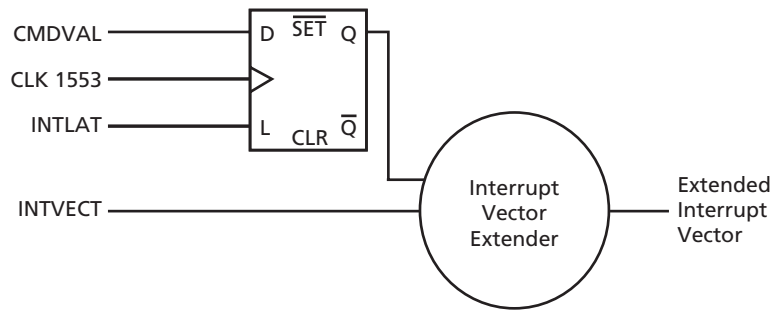 CMDVAL
CLK 1553
INTLAT
INTVECT
D SET Q
L CLR Q
Interrupt
Vector
Extender
Extended
Interrupt
Vector